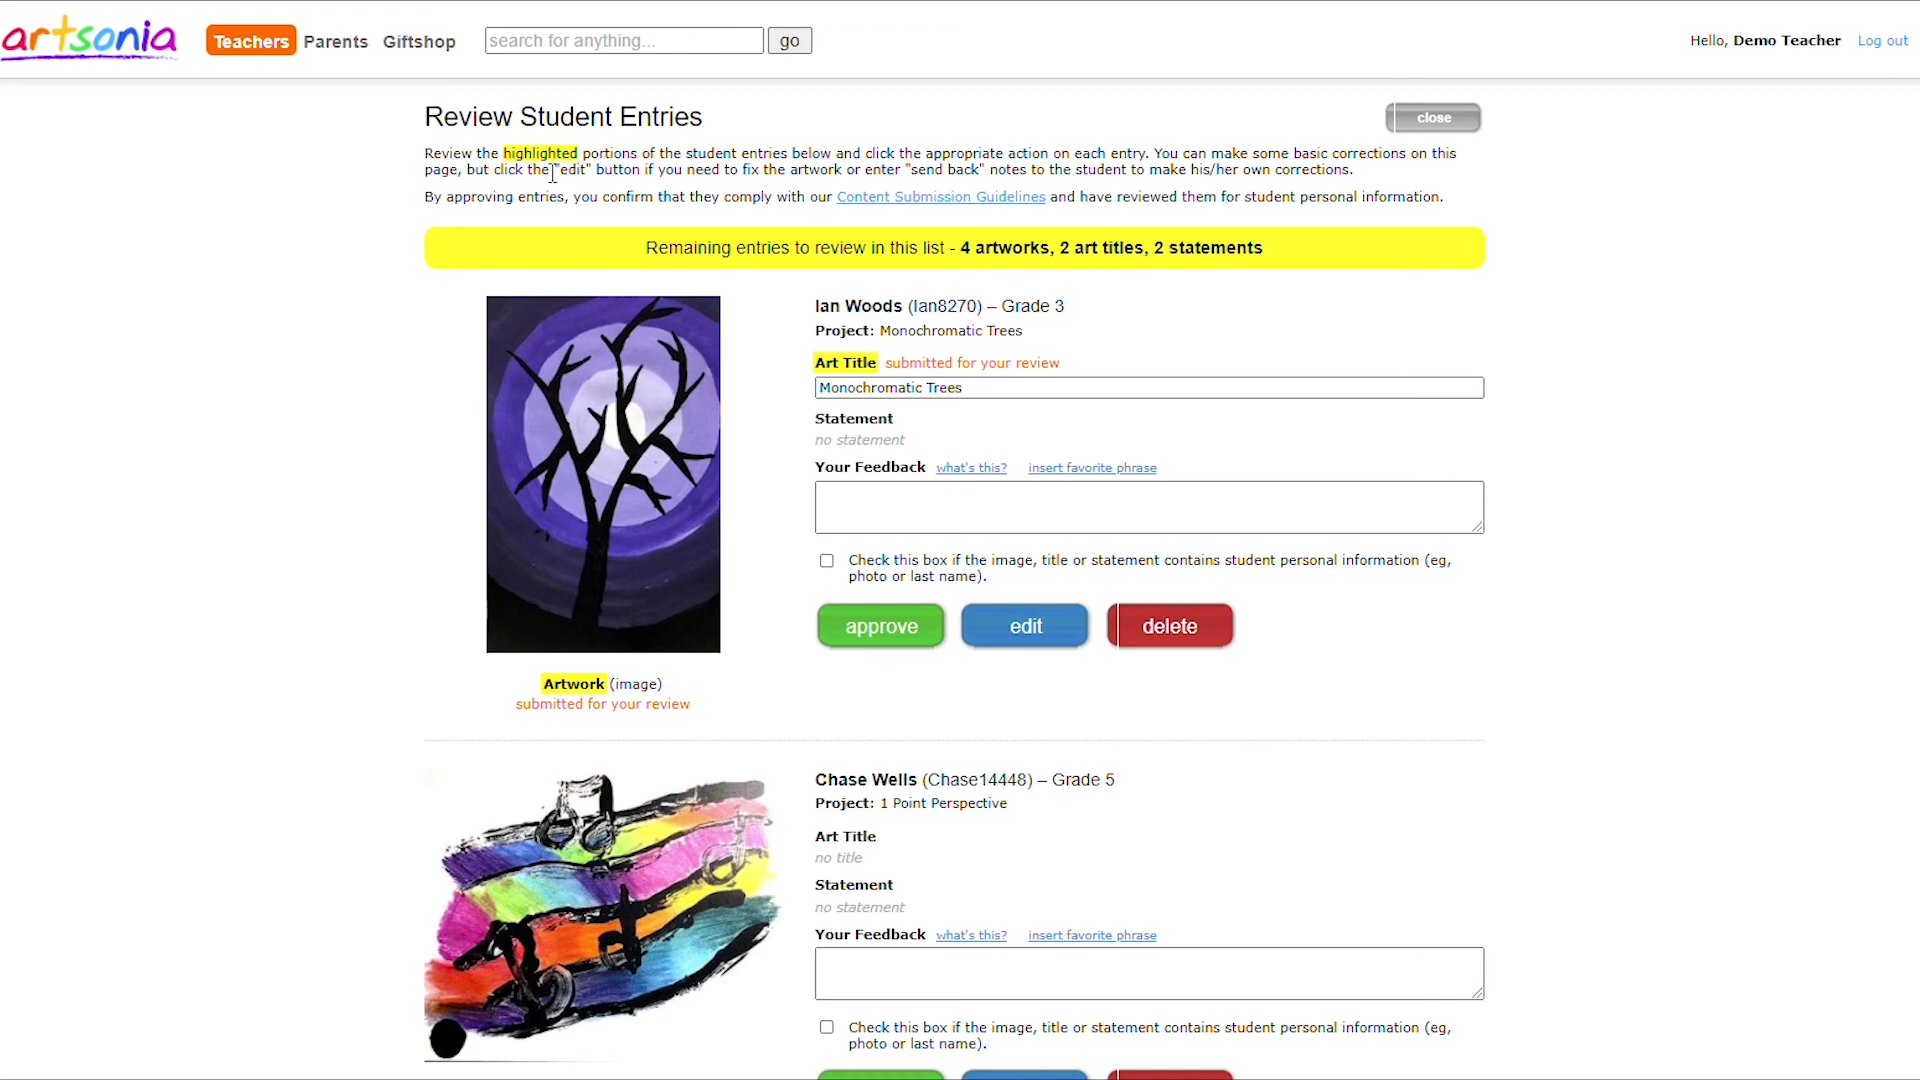 artsonia
Teachers Parents Giftshop search for anything... go Hello, Demo Teacher Log out
Review Student Entries
close
Review the highlighted portions of the student entries below and click the appropriate action on each entry. You can make some basic corrections on this
page, but click the "edit" button if you need to fix the artwork or enter "send back" notes to the student to make his/her own corrections.
By approving entries, you confirm that they comply with our Content Submission Guidelines and have reviewed them for student personal information.
Remaining entries to review in this list - 4 artworks, 2 art titles, 2 statements
Ian Woods (Ian8270) – Grade 3
Project: Monochromatic Trees
Art Title submitted for your review
Monochromatic Trees
Statement
no statement
Your Feedback what's this? insert favorite phrase
Check this box if the image, title or statement contains student personal information (eg,
photo or last name).
approve edit delete
Artwork (image)
submitted for your review
Chase Wells (Chase14448) – Grade 5
Project: 1 Point Perspective
Art Title
no title
Statement
no statement
Your Feedback what's this? insert favorite phrase
Check this box if the image, title or statement contains student personal information (eg,
photo or last name).